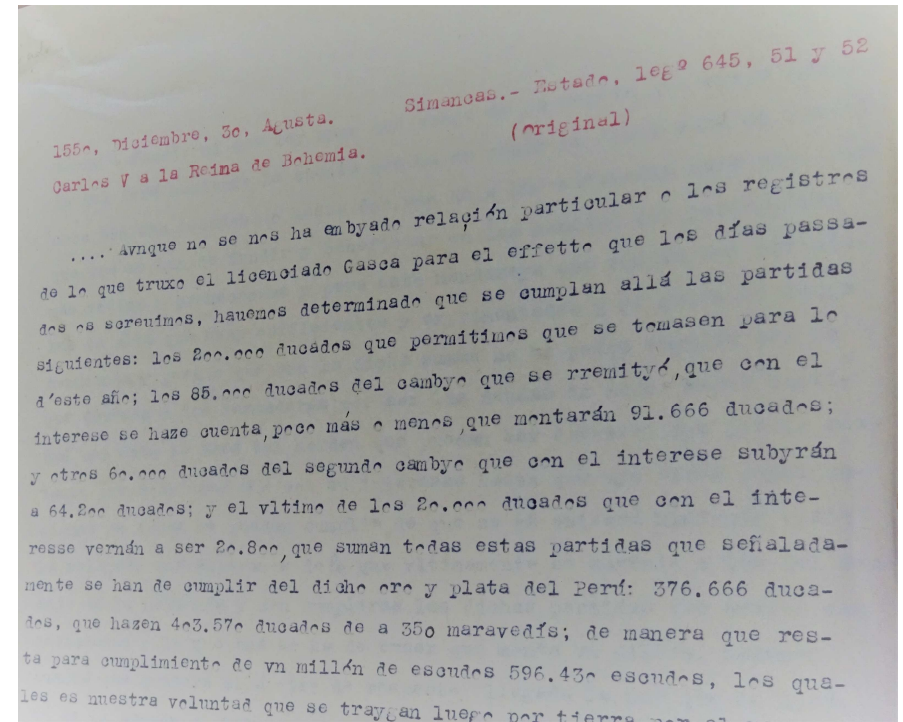 Simancas.- Estado, legº 645, 51 y 52
1550, Diciembre, 30, Agusta.
(original)
Carlos V a la Reina de Bohemia.
.... Avnque no se nos ha embyado relaçión particular o los registros
de lo que truxo el licenciado Gasca para el effetto que los días passa-
dos os screuimos, hauemos determinado que se cumplan allá las partidas
siguientes: los 200.000 ducados que permitimos que se tomasen para lo
d'este año; los 85.000 ducados del cambyo que se rremityó, que con el
interese se haze cuenta, poco más o menos, que montarán 91.666 ducados;
y otros 60.000 ducados del segundo cambyo que con el interese subyrán
a 64.200 ducados; y el vltimo de los 20.000 ducados que con el inte-
resse vernán a ser 20.800, que suman todas estas partidas que señalada-
mente se han de cumplir del dicho oro y plata del Perú: 376.666 duca-
dos, que hazen 403.570 ducados de a 350 maravedís; de manera que res-
ta para cumplimiento de vn millón de escudos 596.430 escudos, los qua-
les es nuestra voluntad que se traygan luego por tierra